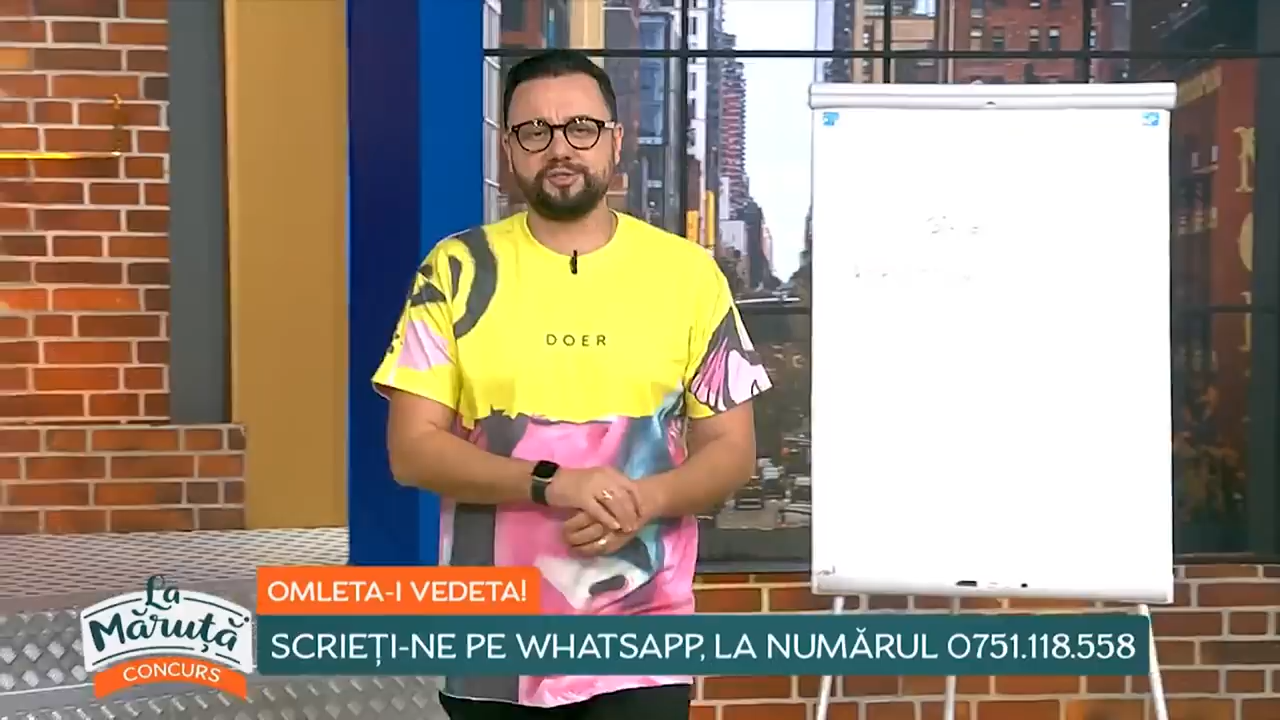 DOER
OMLETA-I VEDETA!
La
Măruță
CONCURS
SCRIEȚI-NE PE WHATSAPP, LA NUMĂRUL 0751.118.558